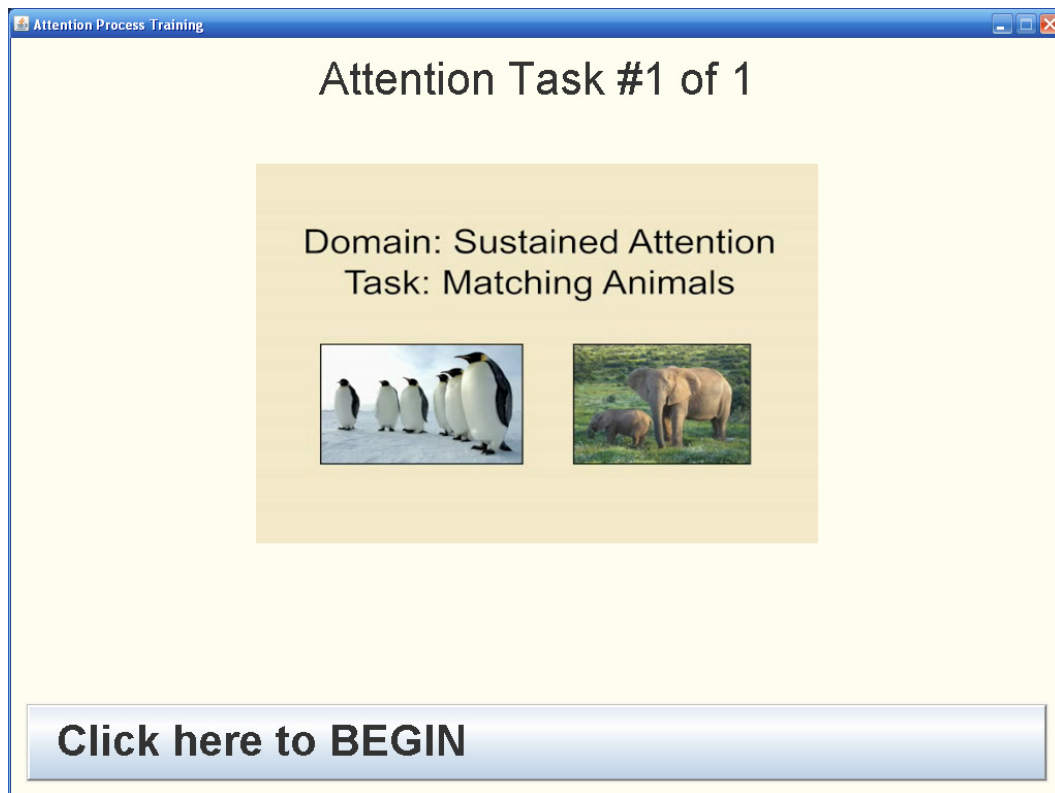 Attention Process Training
Attention Task #1 of 1
Domain: Sustained Attention
Task: Matching Animals
Click here to BEGIN